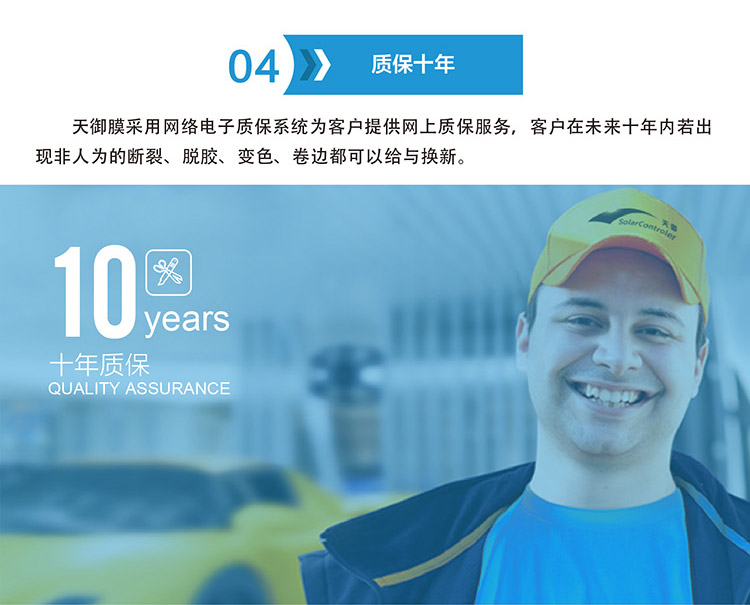 04 质保十年
天御膜采用网络电子质保系统为客户提供网上质保服务，客户在未来十年内若出
现非人为的断裂、脱胶、变色、卷边都可以给与换新。
10 years
十年质保
QUALITY ASSURANCE
天御
SolarControler